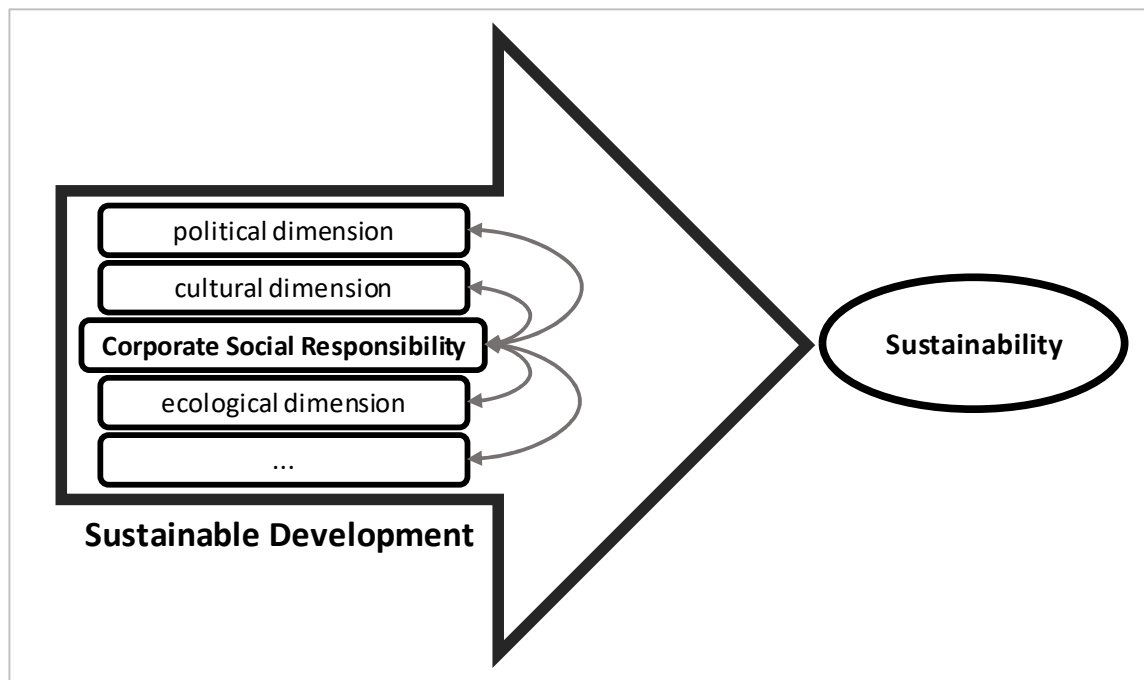 political dimension
cultural dimension
Corporate Social Responsibility
ecological dimension
...
Sustainable Development
Sustainability